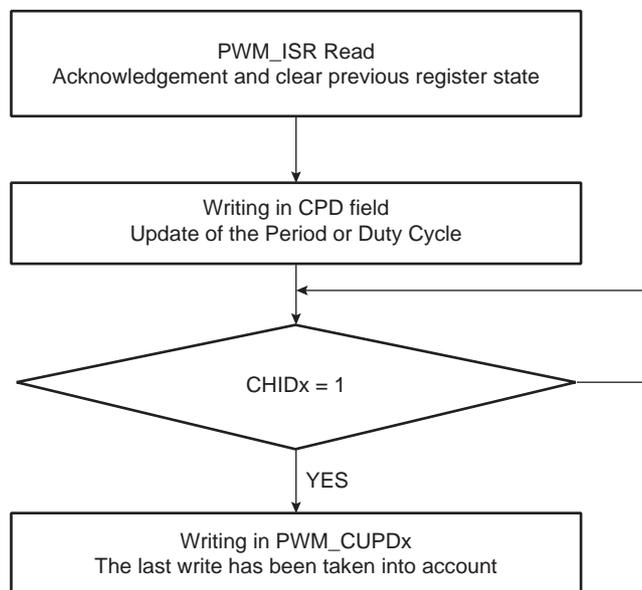 PWM_ISR Read
Acknowledgement and clear previous register state
Writing in CPD field
Update of the Period or Duty Cycle
CHIDx = 1
YES
Writing in PWM_CUPDx
The last write has been taken into account